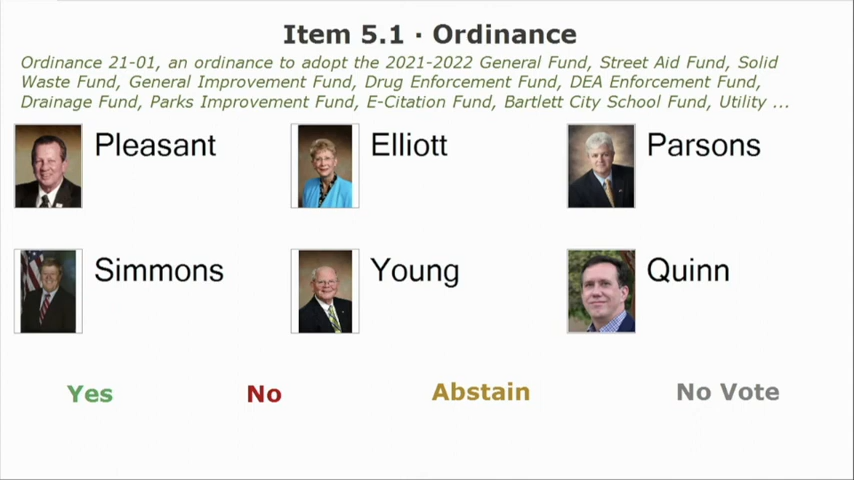 Item 5.1 · Ordinance
Ordinance 21-01, an ordinance to adopt the 2021-2022 General Fund, Street Aid Fund, Solid
Waste Fund, General Improvement Fund, Drug Enforcement Fund, DEA Enforcement Fund,
Drainage Fund, Parks Improvement Fund, E-Citation Fund, Bartlett City School Fund, Utility ...
Pleasant Elliott Parsons
Simmons Young Quinn
Yes No Abstain No Vote